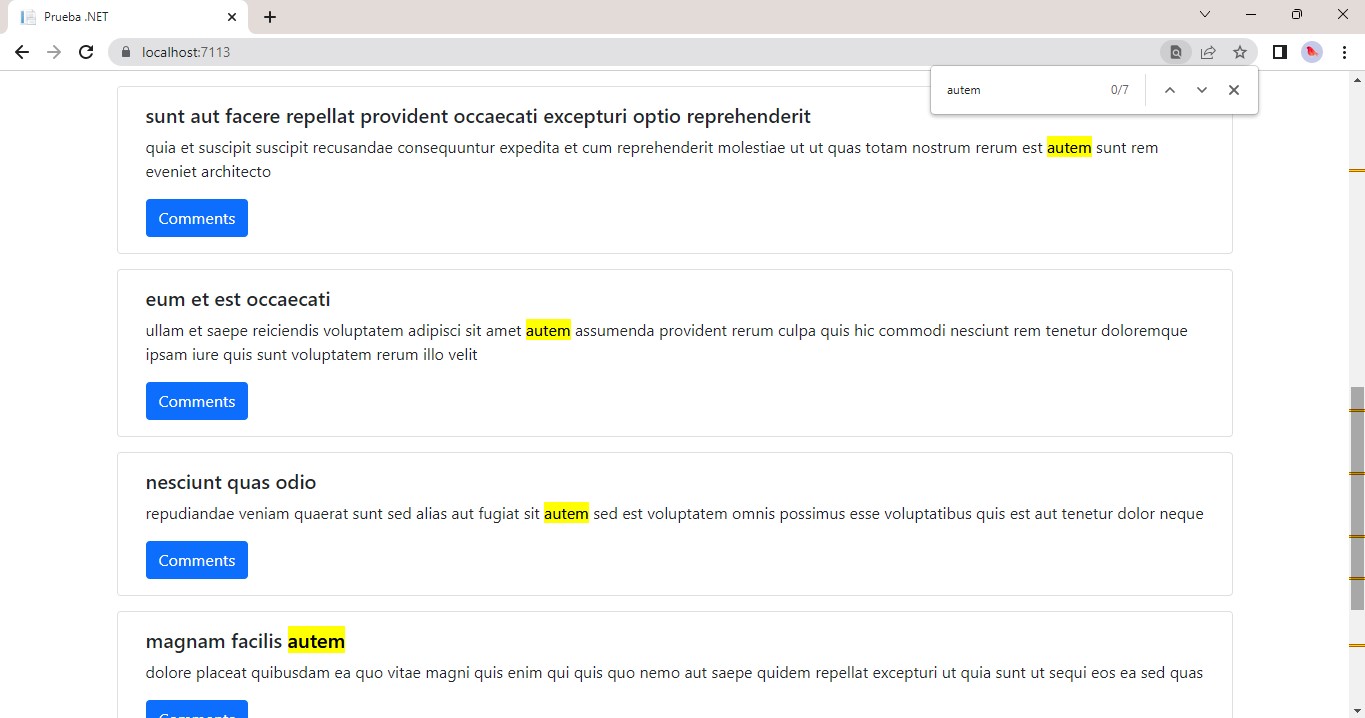 Prueba .NET
localhost:7113
autem 0/7
sunt aut facere repellat provident occaecati excepturi optio reprehenderit
quia et suscipit suscipit recusandae consequuntur expedita et cum reprehenderit molestiae ut ut quas totam nostrum rerum est autem sunt rem
eveniet architecto
Comments
eum et est occaecati
ullam et saepe reiciendis voluptatem adipisci sit amet autem assumenda provident rerum culpa quis hic commodi nesciunt rem tenetur doloremque
ipsam iure quis sunt voluptatem rerum illo velit
Comments
nesciunt quas odio
repudiandae veniam quaerat sunt sed alias aut fugiat sit autem sed est voluptatem omnis possimus esse voluptatibus quis est aut tenetur dolor neque
Comments
magnam facilis autem
dolore placeat quibusdam ea quo vitae magni quis enim qui quis quo nemo aut saepe quidem repellat excepturi ut quia sunt ut sequi eos ea sed quas
Comments